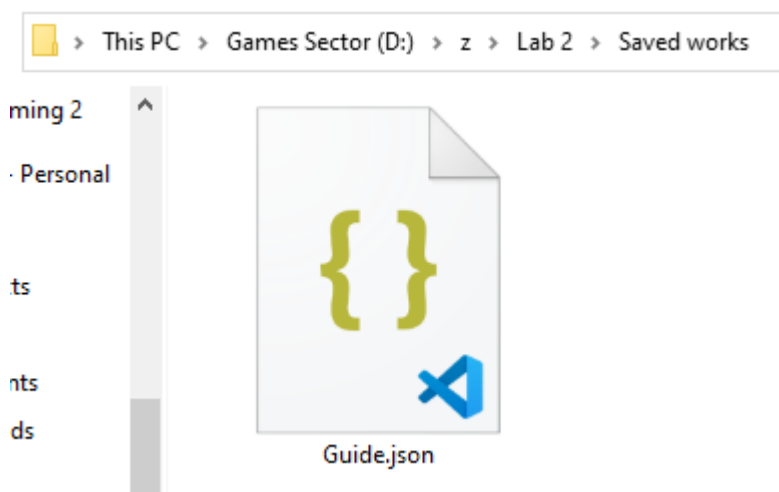 This PC > Games Sector (D:) > z > Lab 2 > Saved works
ming 2
- Personal
ts
nts
ds
Guide.json